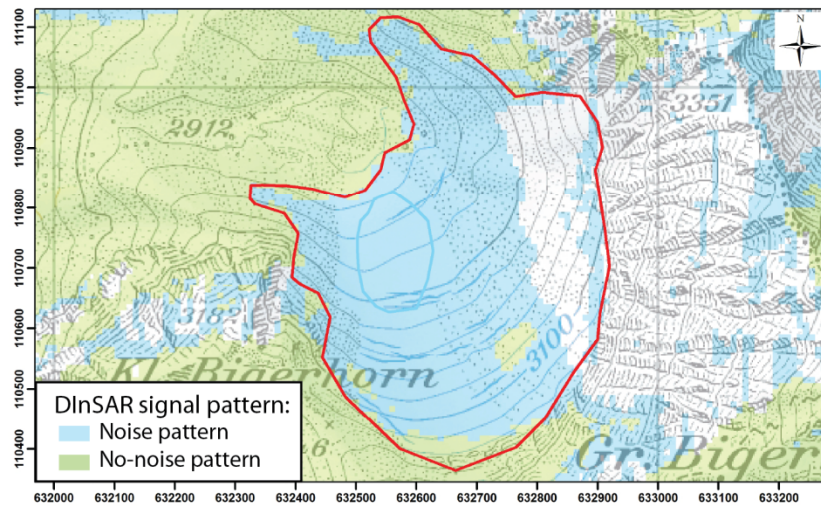 111100
111000
110900
110800
110700
110600
110500
110400
N
3351
2912
3182
3100
Kl. Bigerhorn
Gr. Biger
DInSAR signal pattern:
Noise pattern
No-noise pattern
632000 632100 632200 632300 632400 632500 632600 632700 632800 632900 633000 633100 633200